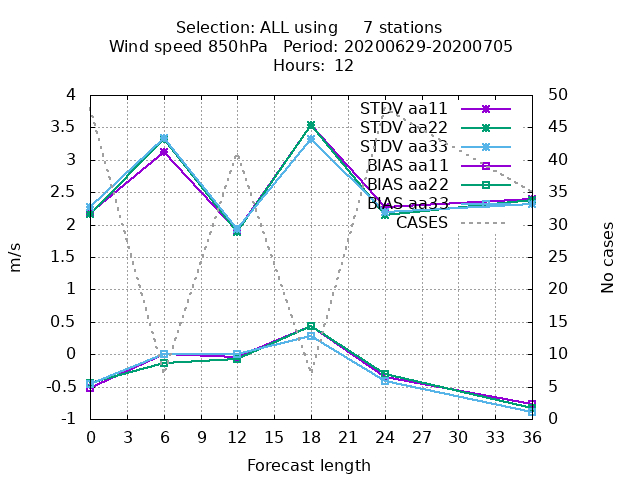 Selection: ALL using 7 stations
Wind speed 850hPa Period: 20200629-20200705
Hours: 12
4 50
3.5 45
3 40
2.5 35
2 30
1.5 25
1 20
0.5 15
0 10
-0.5 5
-1 0
STDV aa11
STDV aa22
STDV aa33
BIAS aa11
BIAS aa22
BIAS aa33
CASES
m/s
No cases
0 3 6 9 12 15 18 21 24 27 30 33 36
Forecast length